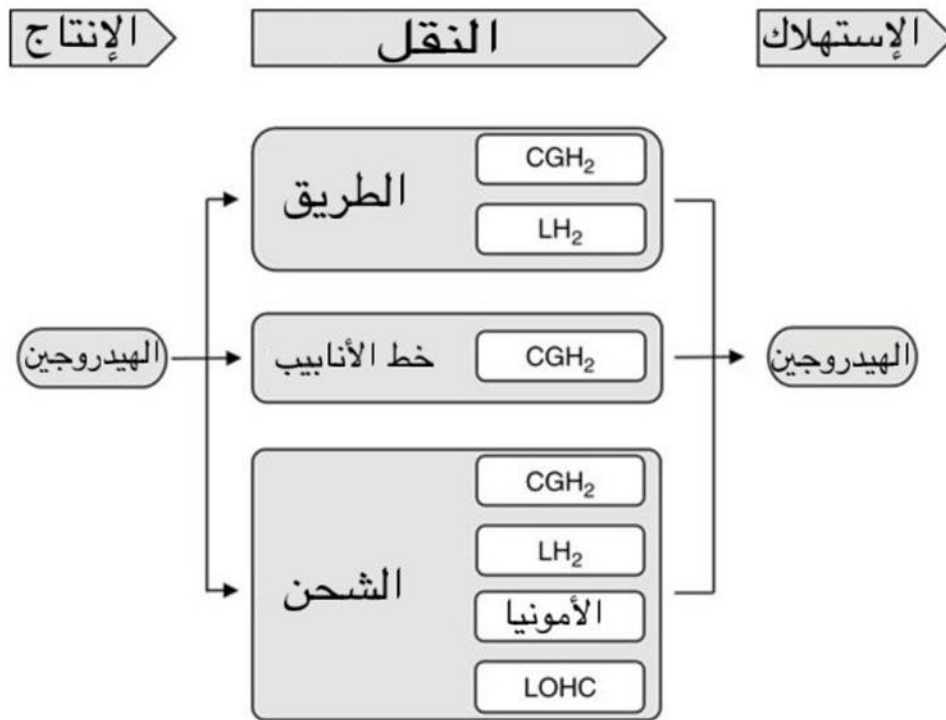 الإنتاج
النقل
الإستهلاك
الطريق
CGH₂
LH₂
الهيدروجين
خط الأنابيب
CGH₂
الهيدروجين
الشحن
CGH₂
LH₂
الأمونيا
LOHC